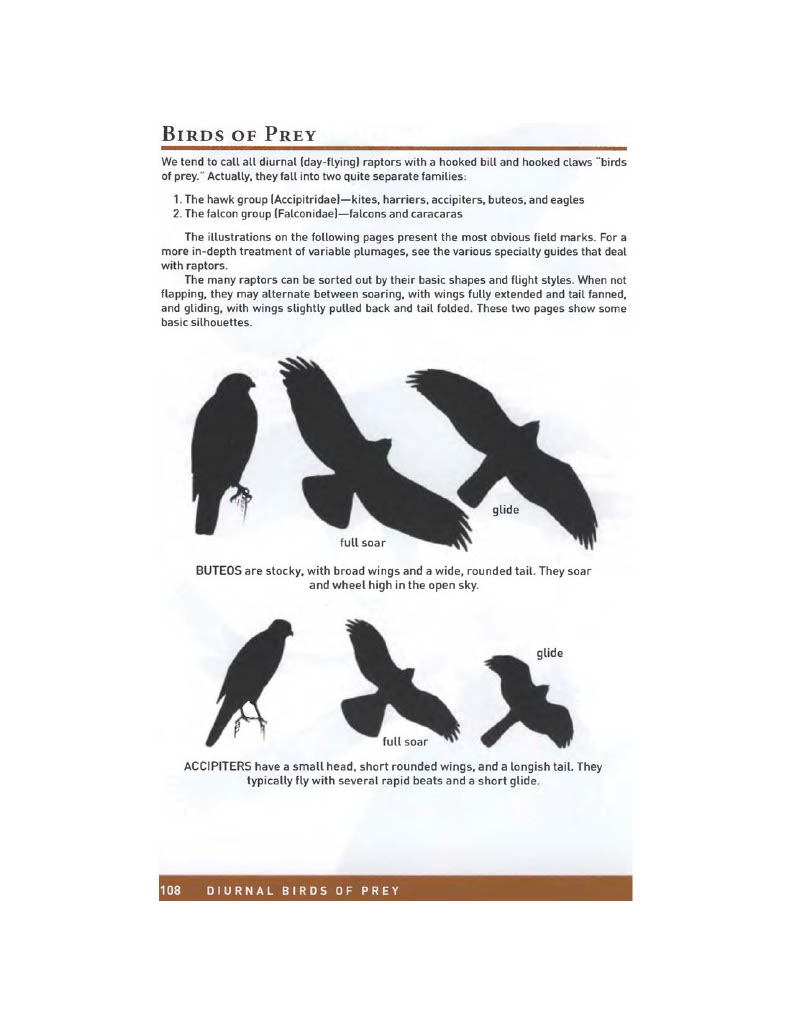 BIRDS OF PREY
We tend to call all diurnal (day-flying) raptors with a hooked bill and hooked claws “birds
of prey.” Actually, they fall into two quite separate families:
1. The hawk group (Accipitridae)—kites, harriers, accipiters, buteos, and eagles
2. The falcon group (Falconidae)—falcons and caracaras
The illustrations on the following pages present the most obvious field marks. For a
more in-depth treatment of variable plumages, see the various specialty guides that deal
with raptors.
The many raptors can be sorted out by their basic shapes and flight styles. When not
flapping, they may alternate between soaring, with wings fully extended and tail fanned,
and gliding, with wings slightly pulled back and tail folded. These two pages show some
basic silhouettes.
glide
full soar
BUTEOS are stocky, with broad wings and a wide, rounded tail. They soar
and wheel high in the open sky.
glide
full soar
ACCIPITERS have a small head, short rounded wings, and a longish tail. They
typically fly with several rapid beats and a short glide.
108 DIURNAL BIRDS OF PREY